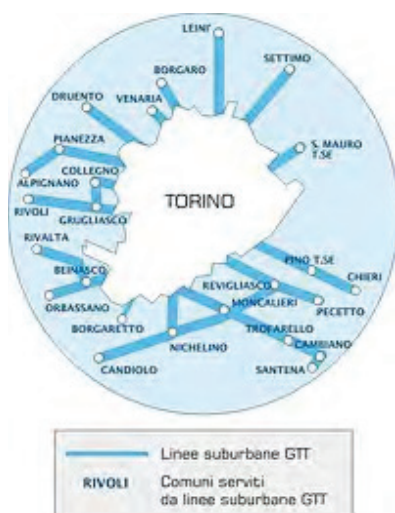 LEINI'
SETTIMO
BORGARO
DRUENTO
VENARIA
PIANEZZA
S. MAURO
T.SE
COLLEGNO
ALPIGNANO
TORINO
RIVOLI
GRUGLIASCO
RIVALTA
PINO T.SE
BEINASCO
CHIERI
REVIGLIASCO
ORBASSANO
MONCALIERI
PECETTO
BORGARETTO
TROFARELLO
CAMBIANO
NICHELINO
CANDIOLO
SANTENA
Linee suburbane GTT
RIVOLI
Comuni serviti
da linee suburbane GTT